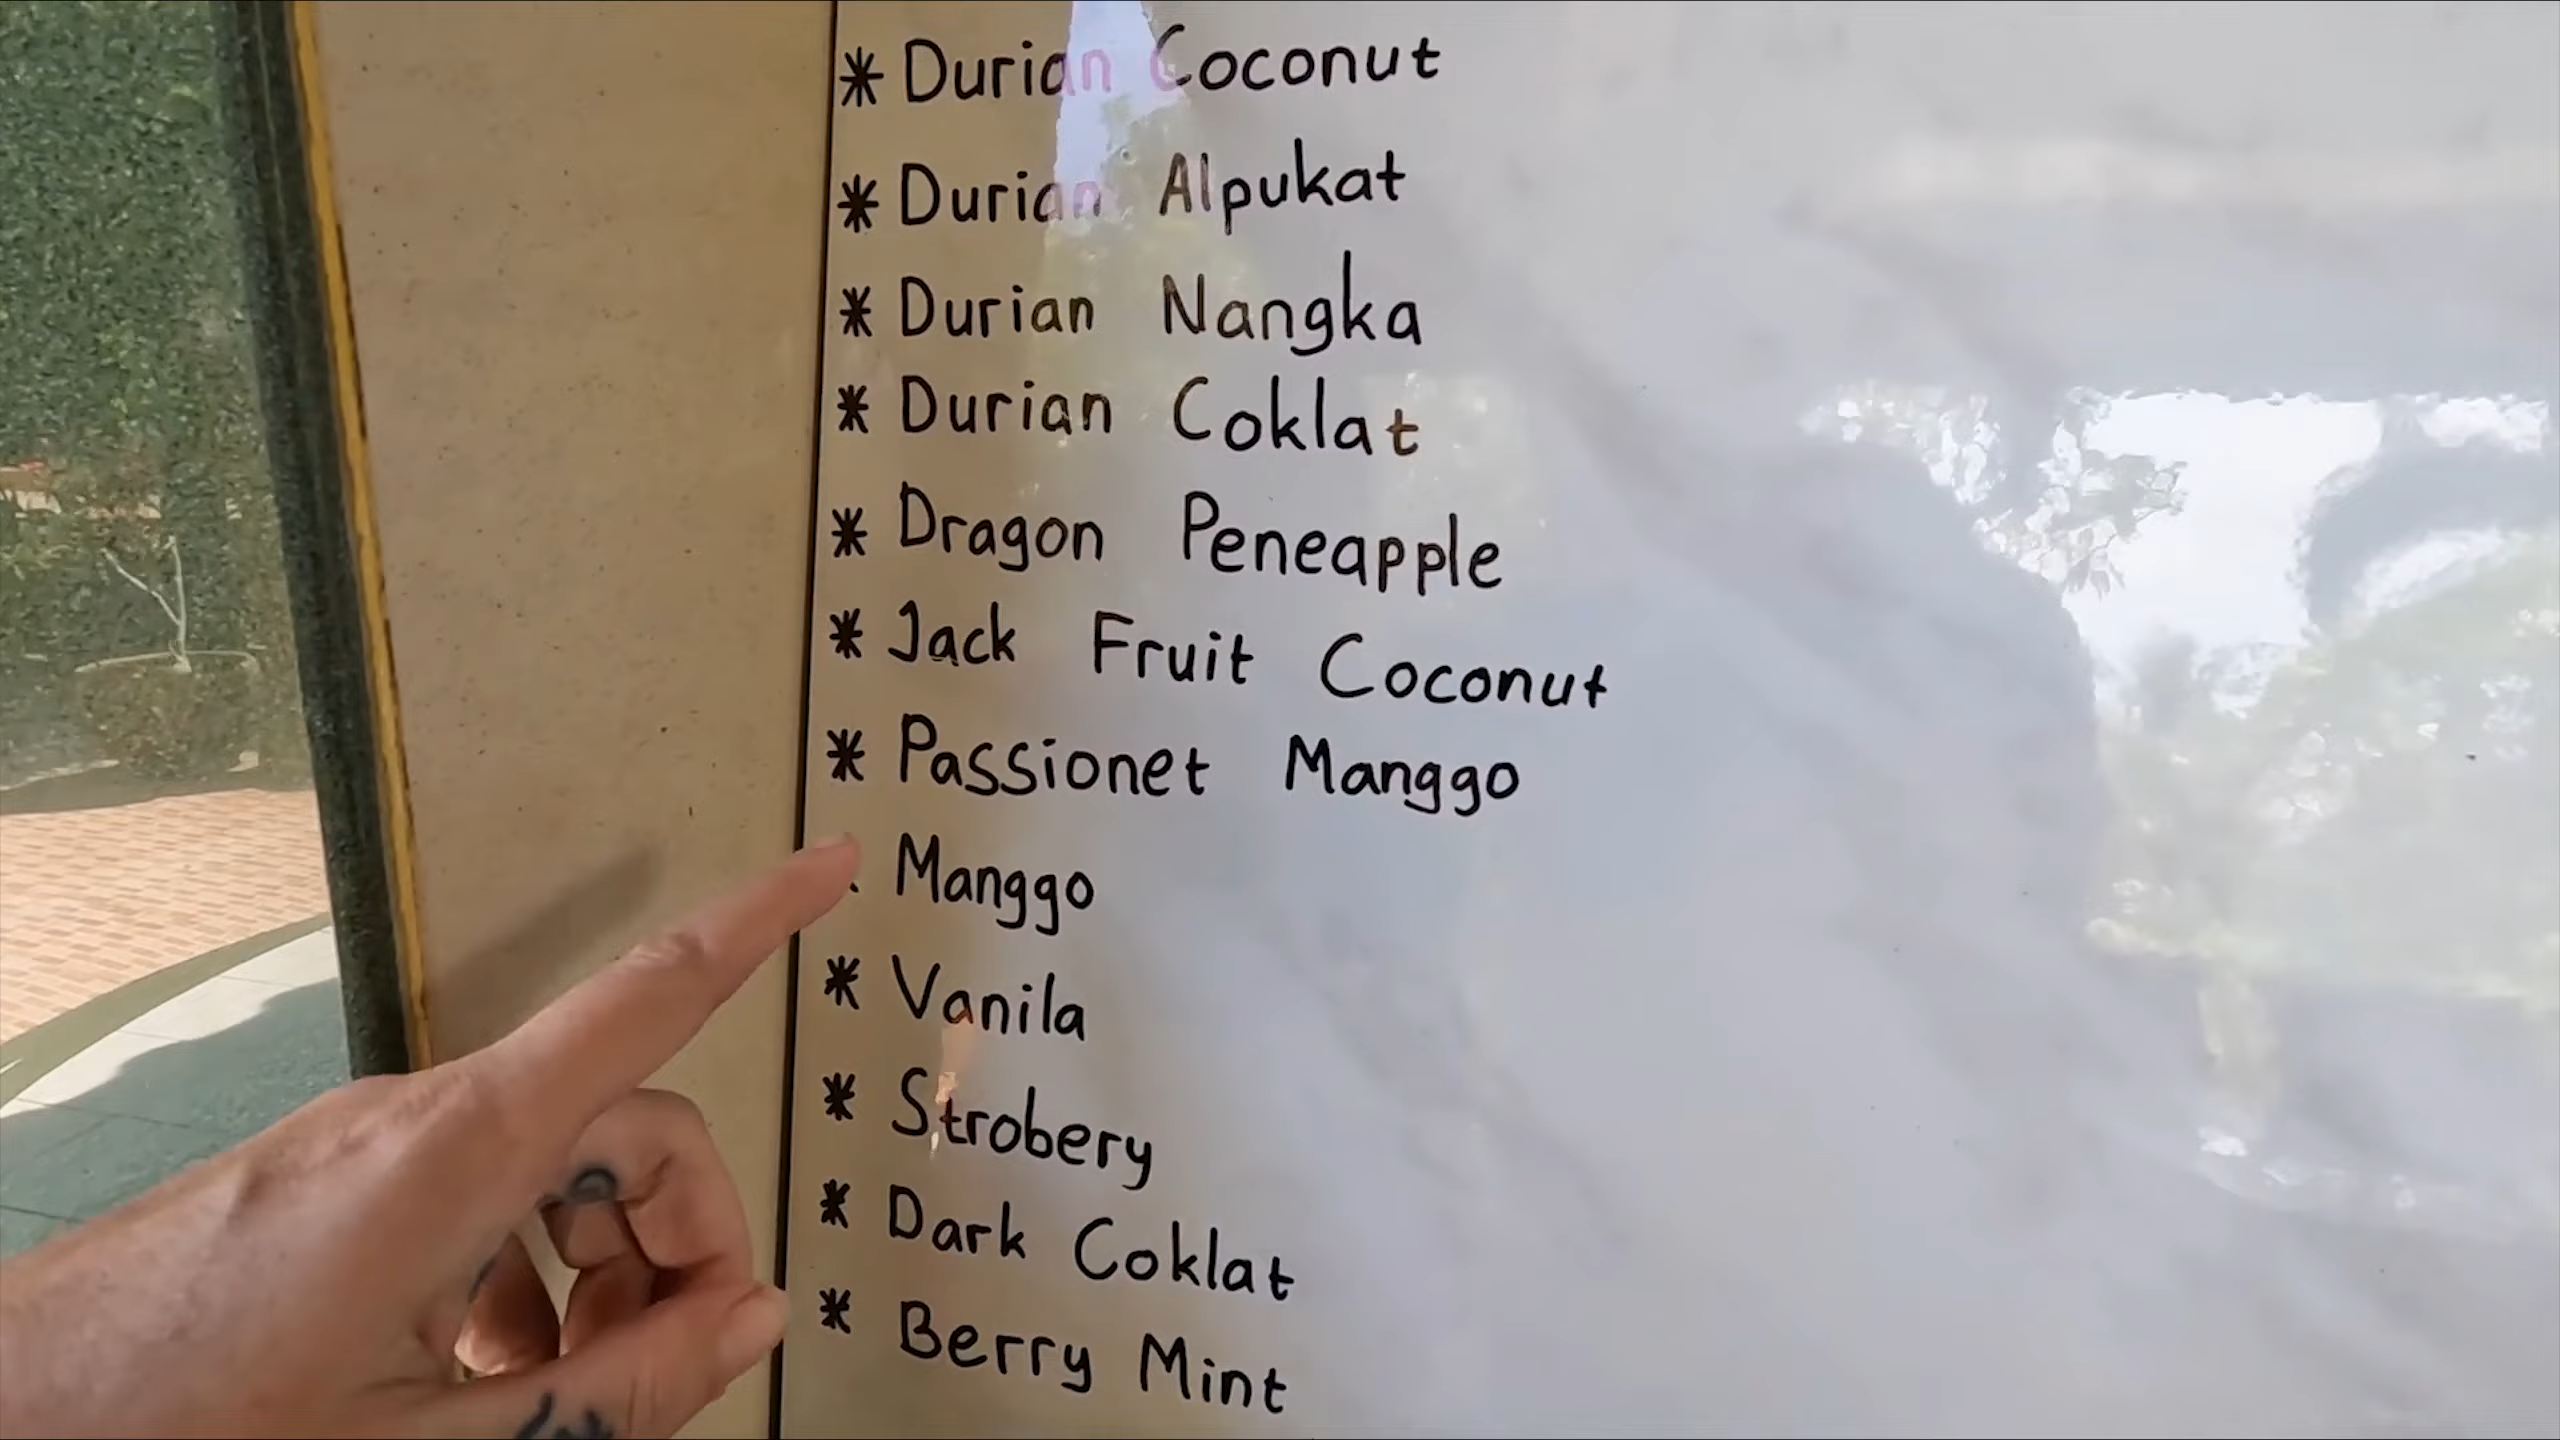 * Durian Coconut
* Durian Alpukat
* Durian Nangka
* Durian Coklat
* Dragon Peneapple
* Jack Fruit Coconut
* Passionet Manggo
Manggo
* Vanila
* Strobery
* Dark Coklat
* Berry Mint